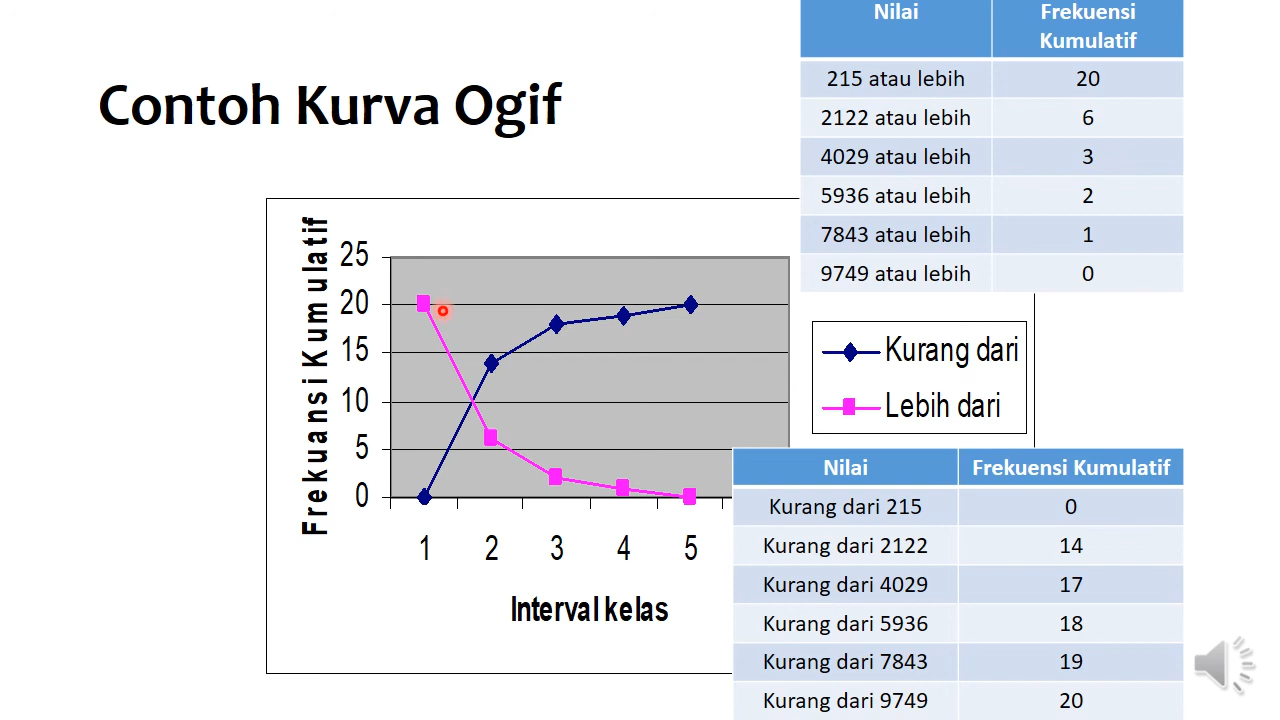 Contoh Kurva Ogif
Nilai Frekuensi
Kumulatif
215 atau lebih 20
2122 atau lebih 6
4029 atau lebih 3
5936 atau lebih 2
7843 atau lebih 1
9749 atau lebih 0
Frekuansi Kumulatif
25
20
15
10
5
0
1 2 3 4 5
Interval kelas
Kurang dari
Lebih dari
Nilai Frekuensi Kumulatif
Kurang dari 215 0
Kurang dari 2122 14
Kurang dari 4029 17
Kurang dari 5936 18
Kurang dari 7843 19
Kurang dari 9749 20